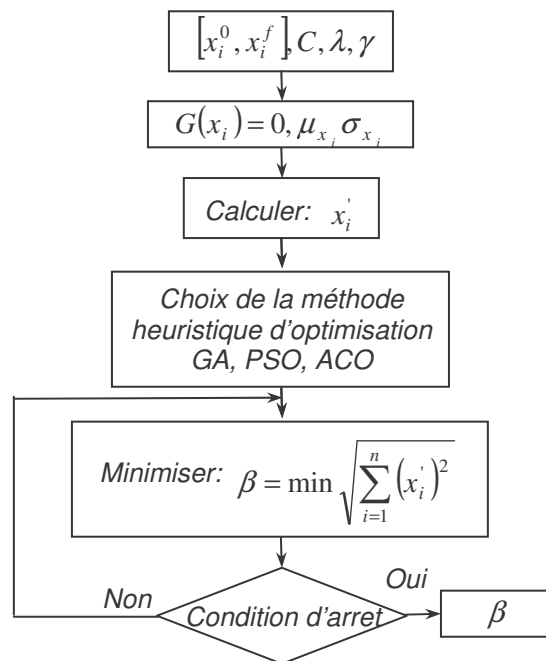 [x_i^0, x_i^f], C, λ, γ
G(x_i) = 0, μ_{x_i} σ_{x_i}
Calculer: x_i^'
Choix de la méthode
heuristique d'optimisation
GA, PSO, ACO
Minimiser: β = min √(∑_{i=1}^{n} (x_i^')^2)
Non
Condition d'arret
Oui
β